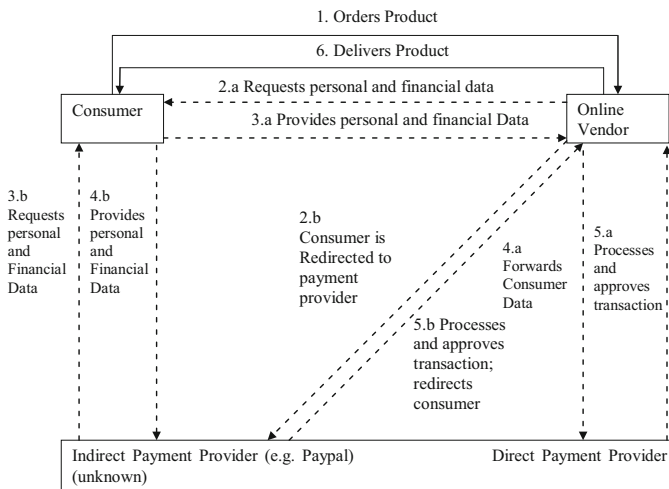 1. Orders Product
6. Delivers Product
2.a Requests personal and financial data
Consumer
Online
Vendor
3.a Provides personal and financial Data
3.b
Requests
personal
and
Financial
Data
4.b
Provides
personal
and
Financial
Data
2.b
Consumer is
Redirected to
payment
provider
4.a
Forwards
Consumer
Data
5.a
Processes
and
approves
transaction
5.b Processes
and approves
transaction;
redirects
consumer
Indirect Payment Provider (e.g. Paypal)
(unknown)
Direct Payment Provider